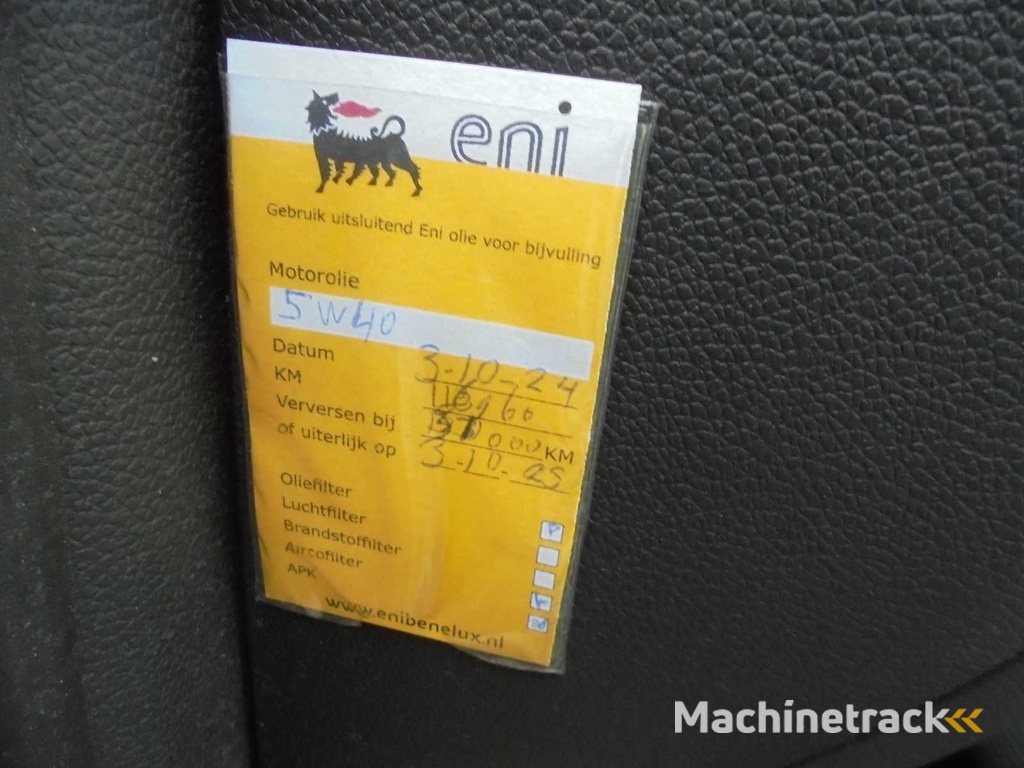 eni
Gebruik uitsluitend Eni olie voor bijvulling
Motorolie
5W40
Datum 3-10-24
KM
Verversen bij 000 KM
of uiterlijk op 3-10-25
Oliefilter
Luchtfilter
Brandstoffilter
Aircofilter
APK
www.enibenelux.nl
Machinetrack